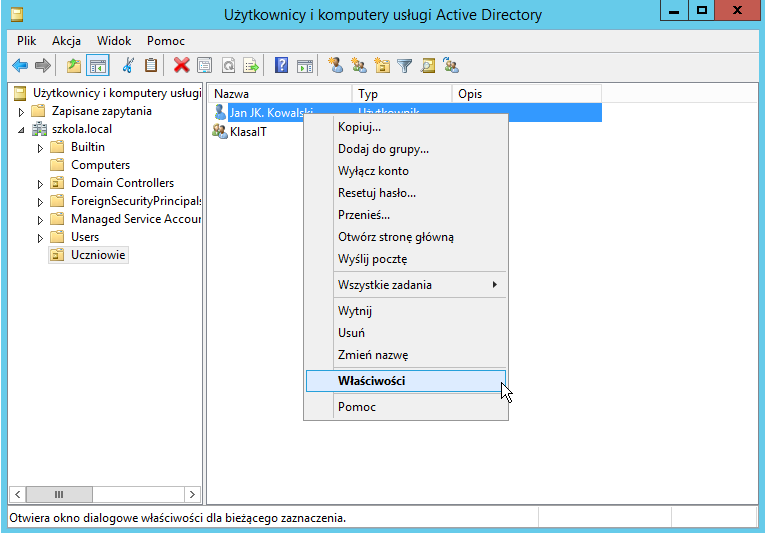 Użytkownicy i komputery usługi Active Directory
Plik Akcja Widok Pomoc
Użytkownicy i komputery usługi
Zapisane zapytania
szkola.local
Builtin
Computers
Domain Controllers
ForeignSecurityPrincipals
Managed Service Accour
Users
Uczniowie
Nazwa Typ Opis
Jan JK. Kowalski Użytkownik
KlasaIT
Kopiuj...
Dodaj do grupy...
Wyłącz konto
Resetuj hasło...
Przenieś...
Otwórz stronę główną
Wyślij pocztę
Wszystkie zadania
Wytnij
Usuń
Zmień nazwę
Właściwości
Pomoc
Otwiera okno dialogowe właściwości dla bieżącego zaznaczenia.